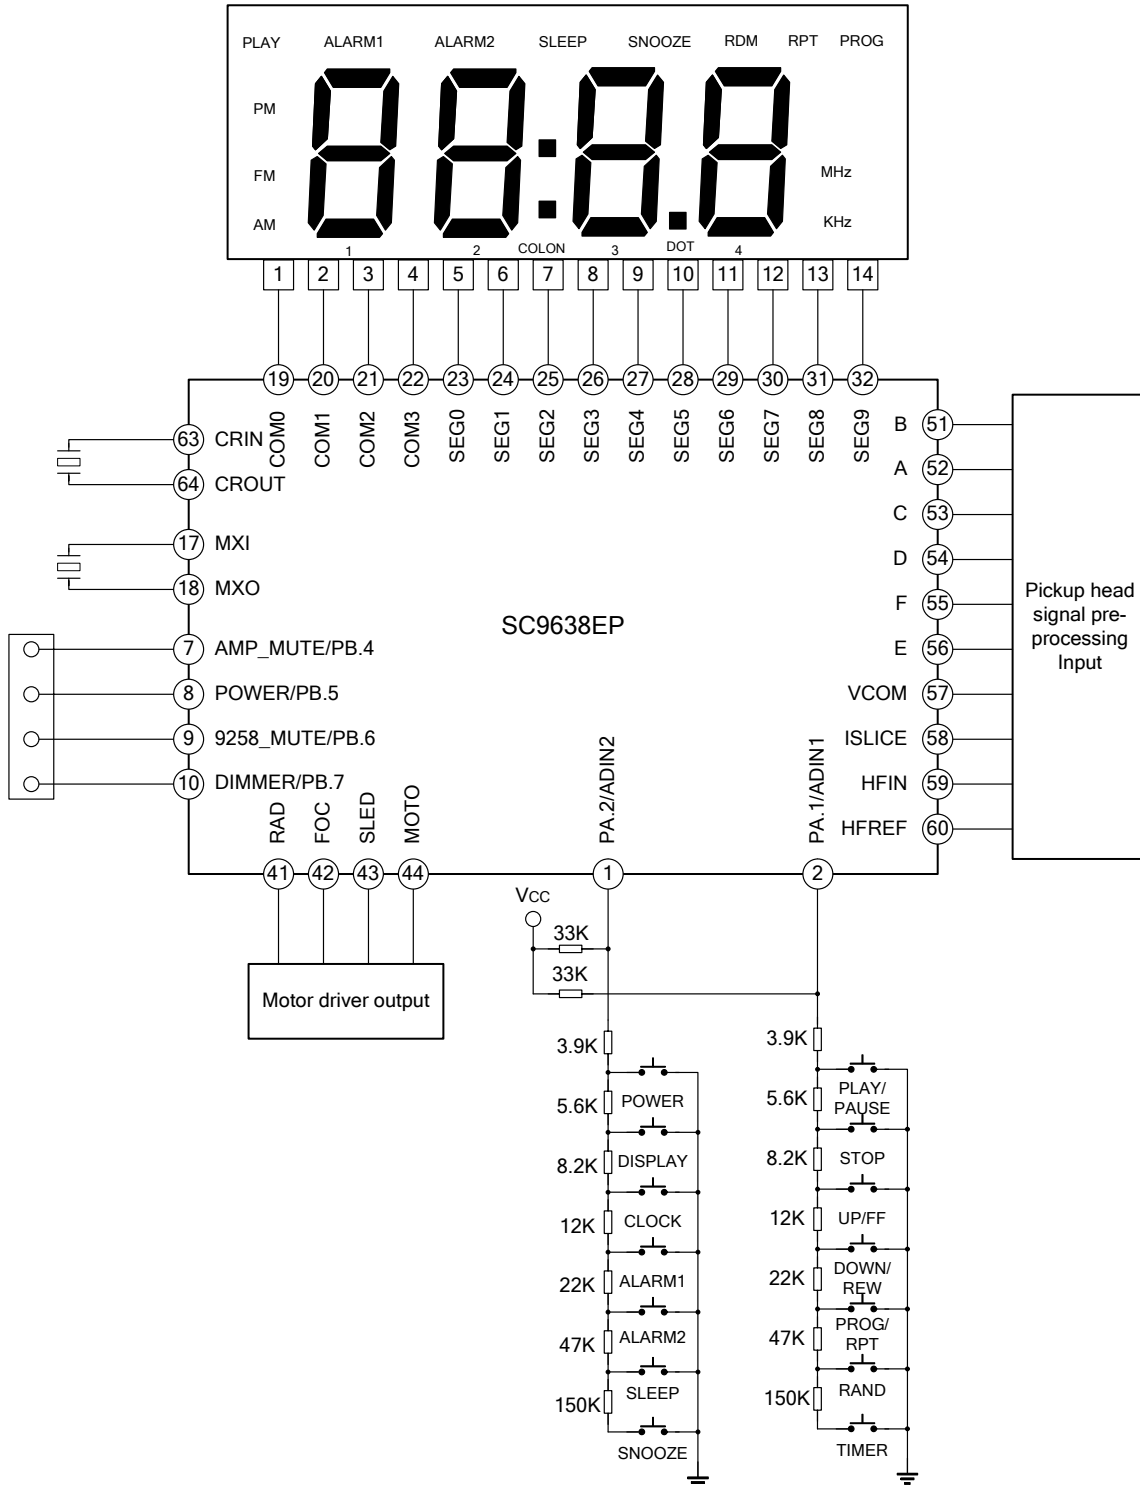 PLAY ALARM1 ALARM2 SLEEP SNOOZE RDM RPT PROG
PM
FM
AM
88:8.8
MHz
KHz
1 2 COLON 3 DOT 4
1 2 3 4 5 6 7 8 9 10 11 12 13 14
19 20 21 22 23 24 25 26 27 28 29 30 31 32
COM0 COM1 COM2 COM3 SEG0 SEG1 SEG2 SEG3 SEG4 SEG5 SEG6 SEG7 SEG8 SEG9
63 CRIN
64 CROUT
17 MXI
18 MXO
7 AMP_MUTE/PB.4
8 POWER/PB.5
9 9258_MUTE/PB.6
10 DIMMER/PB.7
SC9638EP
B 51
A 52
C 53
D 54
F 55
E 56
VCOM 57
ISLICE 58
HFIN 59
HFREF 60
Pickup head
signal pre-
processing
Input
RAD FOC SLED MOTO
PA.2/ADIN2
PA.1/ADIN1
41 42 43 44 1 2
Motor driver output
VCC
33K
33K
3.9K
POWER
5.6K
DISPLAY
8.2K
CLOCK
12K
ALARM1
22K
ALARM2
47K
SLEEP
150K
SNOOZE
3.9K
PLAY/
PAUSE
5.6K
STOP
8.2K
UP/FF
12K
DOWN/
REW
22K
PROG/
RPT
47K
RAND
150K
TIMER